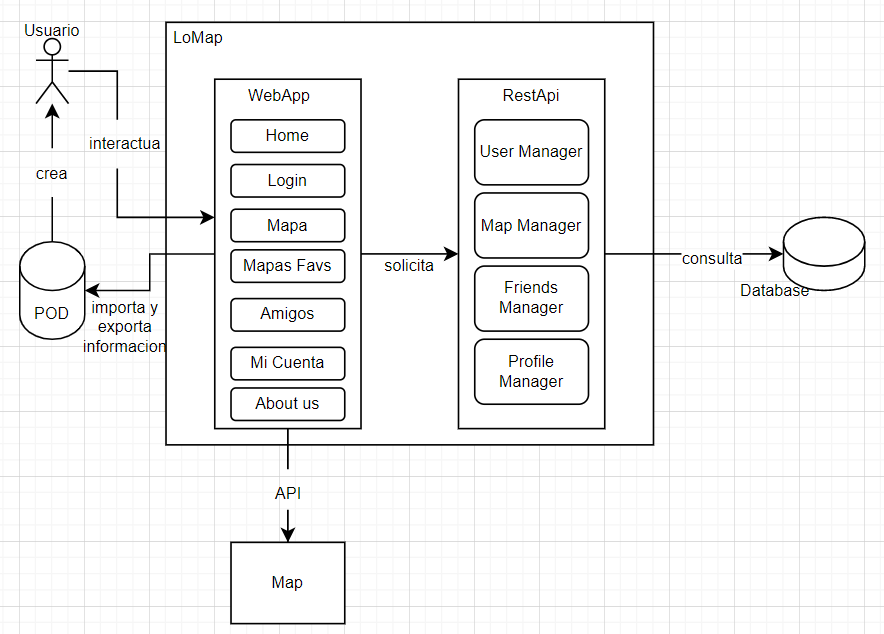 Usuario
LoMap
interactua
crea
POD
importa y
exporta
informacion
WebApp
Home
Login
Mapa
Mapas Favs
Amigos
Mi Cuenta
About us
solicita
RestApi
User Manager
Map Manager
Friends
Manager
Profile
Manager
consulta
Database
API
Map